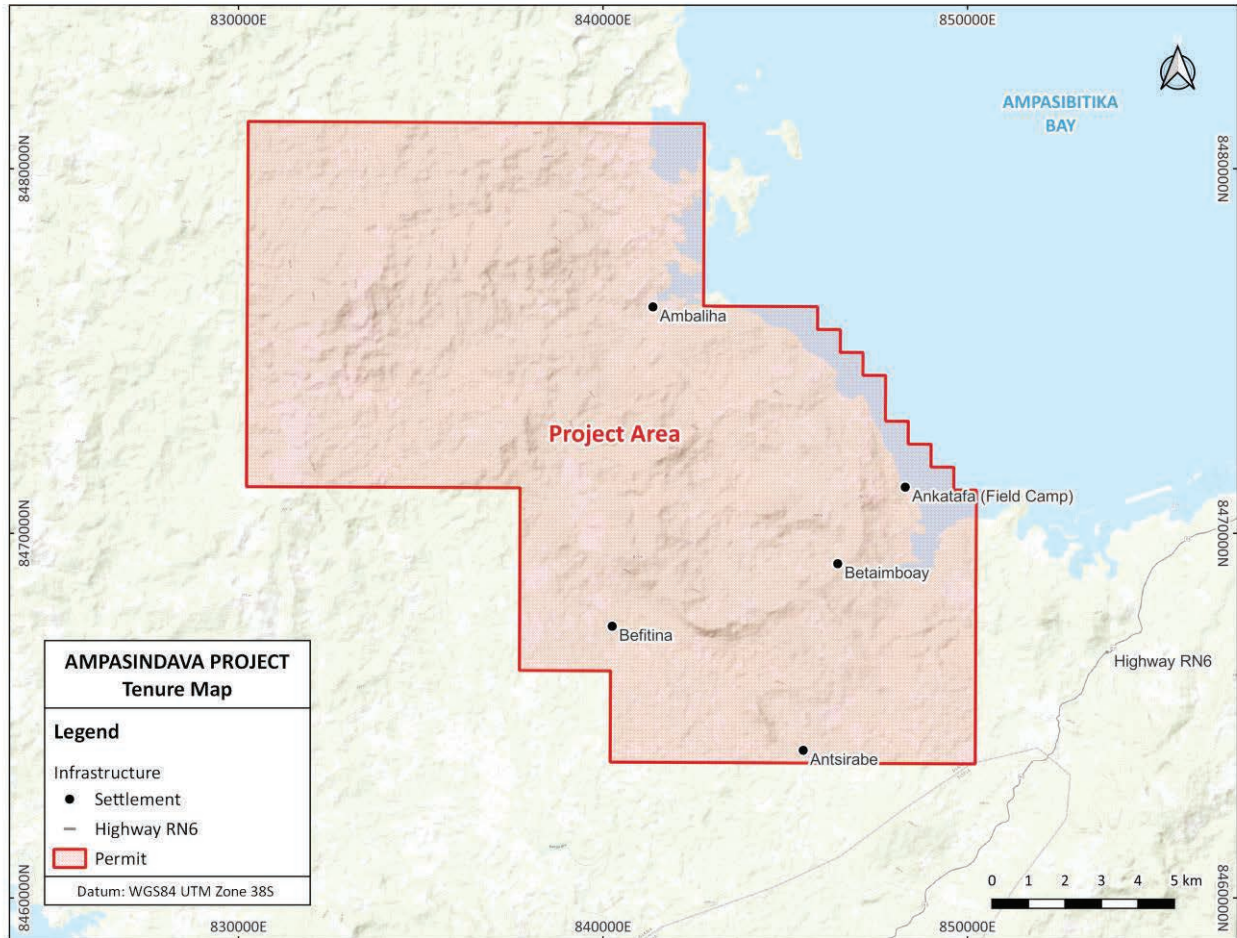 830000E
840000E
850000E
AMPASIBITIKA
BAY
8480000N
8480000N
Ambaliha
Project Area
Ankatafa (Field Camp)
8470000N
8470000N
Betaimboay
Befitina
Highway RN6
Antsirabe
AMPASINDAVA PROJECT
Tenure Map
Legend
Infrastructure
Settlement
Highway RN6
Permit
Datum: WGS84 UTM Zone 38S
0 1 2 3 4 5 km
8460000N
8460000N
830000E
840000E
850000E